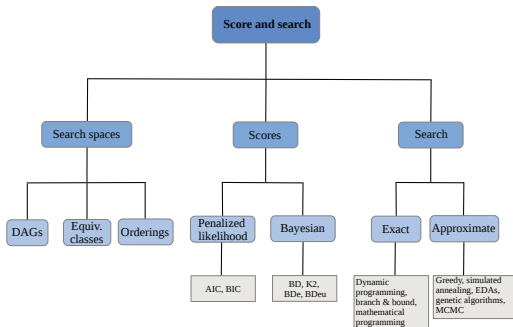 Score and search
Search spaces
Scores
Search
DAGs
Equiv.
classes
Orderings
Penalized
likelihood
Bayesian
Exact
Approximate
AIC, BIC
BD, K2,
BDe, BDeu
Dynamic
programming,
branch & bound,
mathematical
programming
Greedy, simulated
annealing, EDAs,
genetic algorithms,
MCMC